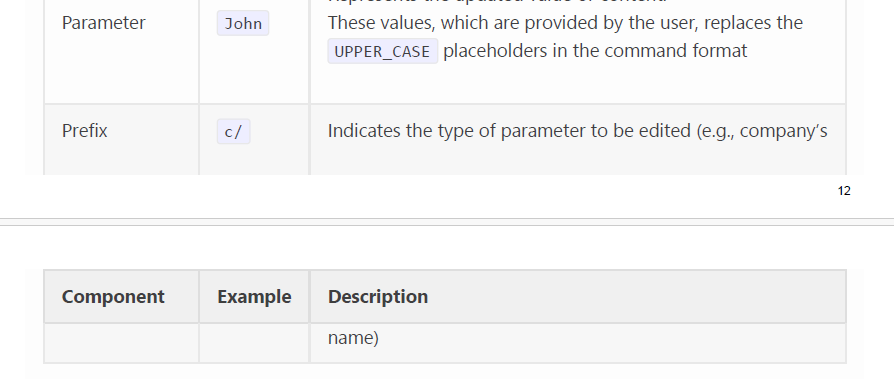 Parameter John These values, which are provided by the user, replaces the
UPPER_CASE placeholders in the command format
Prefix c/ Indicates the type of parameter to be edited (e.g., company's
12
Component Example Description
name)